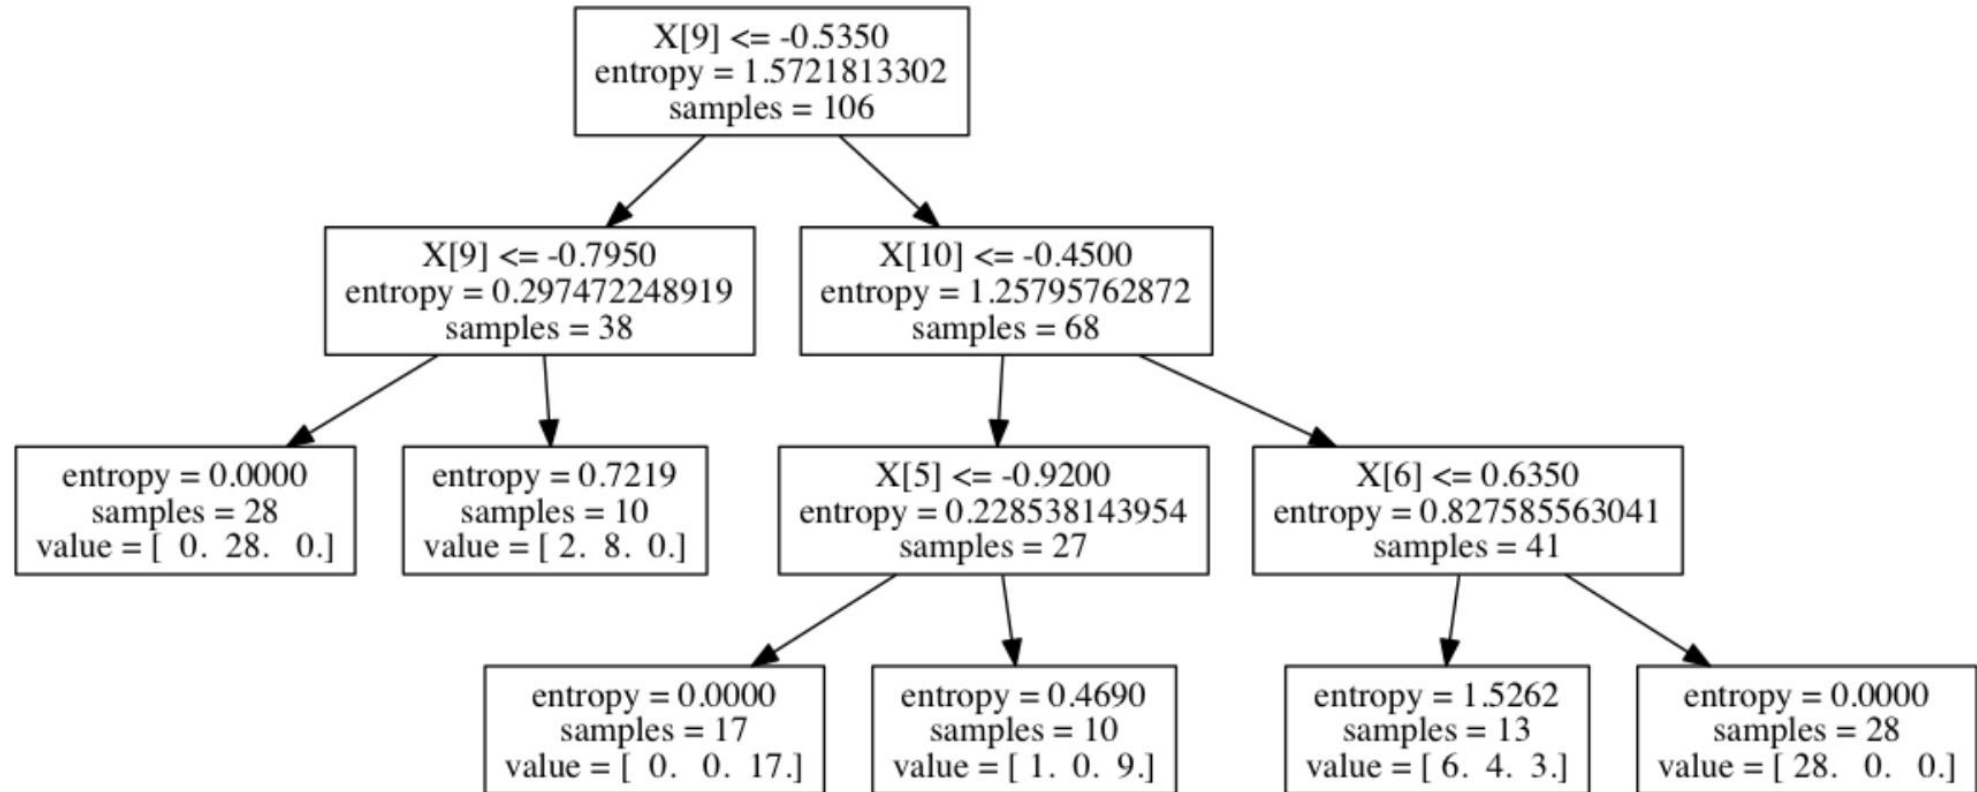 X[9] <= -0.5350
entropy = 1.5721813302
samples = 106
X[9] <= -0.7950
entropy = 0.297472248919
samples = 38
X[10] <= -0.4500
entropy = 1.25795762872
samples = 68
entropy = 0.0000
samples = 28
value = [  0.  28.   0.]
entropy = 0.7219
samples = 10
value = [ 2.  8.  0.]
X[5] <= -0.9200
entropy = 0.228538143954
samples = 27
X[6] <= 0.6350
entropy = 0.827585563041
samples = 41
entropy = 0.0000
samples = 17
value = [  0.   0.  17.]
entropy = 0.4690
samples = 10
value = [ 1.  0.  9.]
entropy = 1.5262
samples = 13
value = [ 6.  4.  3.]
entropy = 0.0000
samples = 28
value = [ 28.   0.   0.]